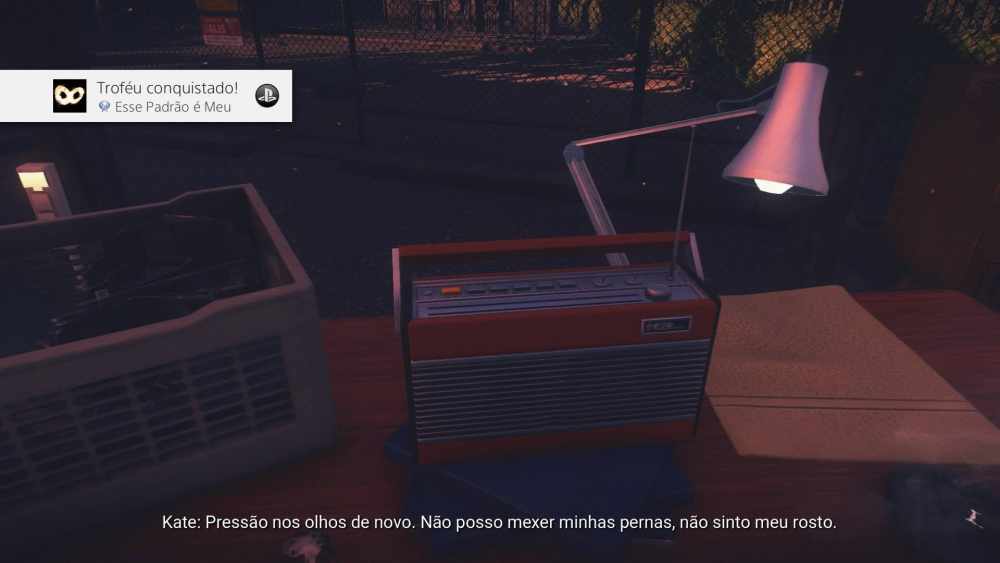 Troféu conquistado!
Esse Padrão é Meu
Kate: Pressão nos olhos de novo. Não posso mexer minhas pernas, não sinto meu rosto.